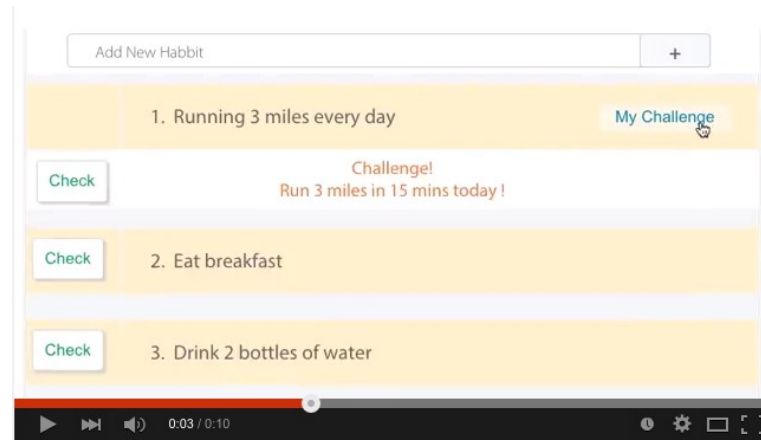 Add New Habbit +
1. Running 3 miles every day My Challenge
Challenge!
Check
Run 3 miles in 15 mins today !
Check 2. Eat breakfast
Check 3. Drink 2 bottles of water
0:03 / 0:10